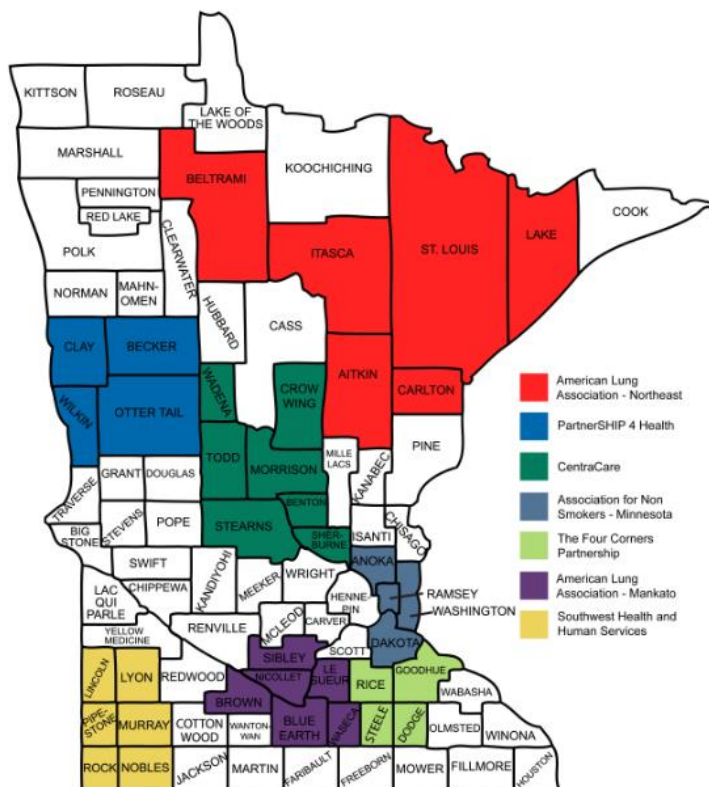 KITTSON
ROSEAU
LAKE OF
THE WOODS
MARSHALL
BELTRAMI
KOOCHICHING
PENNINGTON
RED LAKE
ST. LOUIS
LAKE
COOK
POLK
CLEARWATER
ITASCA
NORMAN
MAHN-
OMEN
HUBBARD
CASS
CLAY
BECKER
WADENA
CROW
WING
AITKIN
CARLTON
WILKIN
OTTER TAIL
PINE
TODD
MORRISON
MILLE
LACS
KANABEC
TRAVERSE
GRANT
DOUGLAS
BENTON
BIG
STONE
STEVENS
POPE
STEARNS
SHER-
BURNE
ISANTI
CHISAGO
SWIFT
KANDIYOHI
MEEKER
WRIGHT
ANOKA
LAC
QUI
PARLE
CHIPPEWA
HENNE-
PIN
RAMSEY
WASHINGTON
YELLOW
MEDICINE
RENVILLE
MCLEOD
CARVER
SCOTT
DAKOTA
LINCOLN
LYON
REDWOOD
SIBLEY
NICOLLET
LE
SUEUR
RICE
GOODHUE
WABASHA
PIPE-
STONE
MURRAY
COTTON
WOOD
BROWN
WANTON-
WAN
BLUE
EARTH
WASECA
STEELE
DODGE
OLMSTED
WINONA
ROCK
NOBLES
JACKSON
MARTIN
FARIBAULT
FREEBORN
MOWER
FILLMORE
HOUSTON
American Lung
Association - Northeast
PartnerSHIP 4 Health
CentraCare
Association for Non
Smokers - Minnesota
The Four Corners
Partnership
American Lung
Association - Mankato
Southwest Health and
Human Services